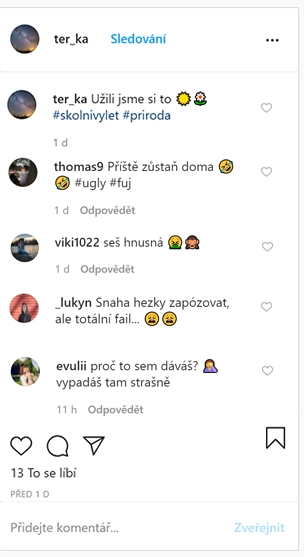 ter_ka Sledování
ter_ka Užili jsme si to 🌞🌼
#skolnivylet #priroda
1 d
thomas9 Příště zůstaň doma 🤣
🤣 #ugly #fuj
1 d Odpovědět
viki1022 seš hnusná 🤮🙈
1 d Odpovědět
_lukyn Snaha hezky zapózovat,
ale totální fail... 😩😩
evulii proč to sem dáváš? 🤦‍♀️
vypadáš tam strašně
11 h Odpovědět
13 To se líbí
PŘED 1 D
Přidejte komentář... Zveřejnit